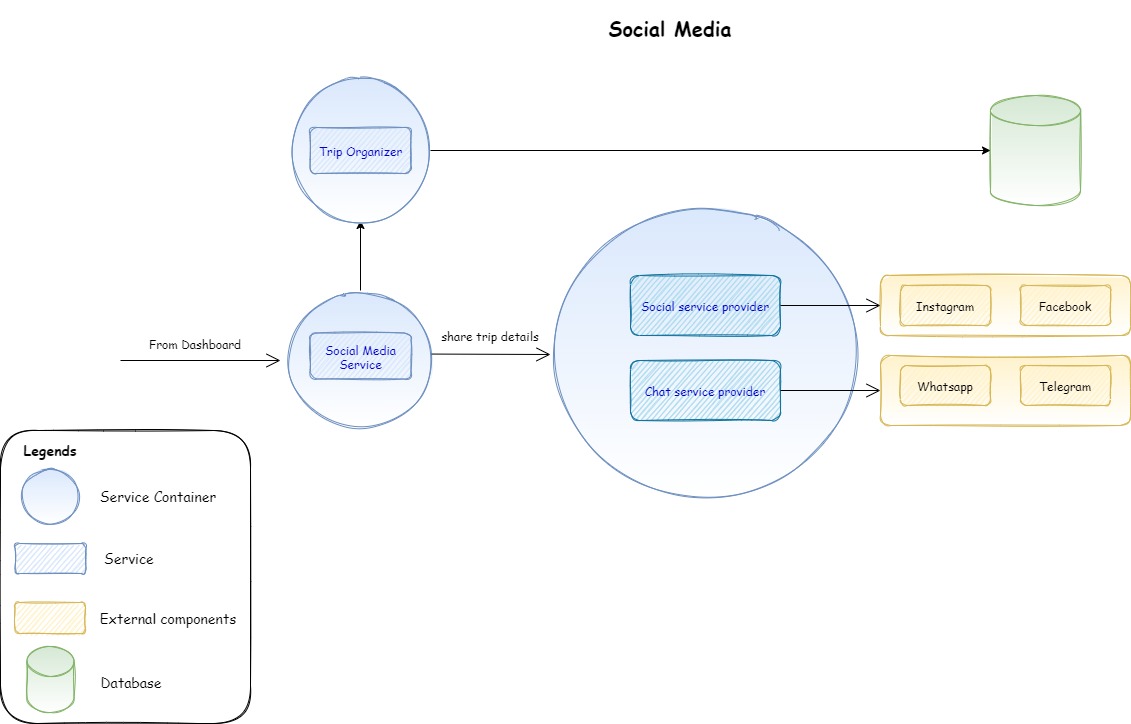 Social Media
Trip Organizer
From Dashboard
Social Media
Service
share trip details
Social service provider
Chat service provider
Instagram
Facebook
Whatsapp
Telegram
Legends
Service Container
Service
External components
Database